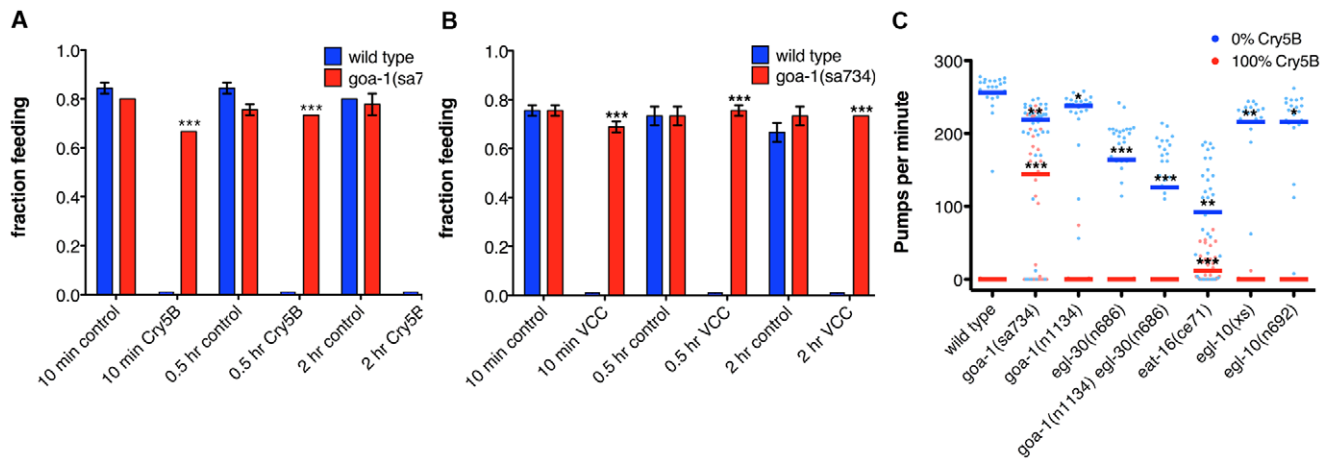 A
fraction feeding
1.0
0.8
0.6
0.4
0.2
0.0
wild type
goa-1(sa7
***
***
10 min control
10 min Cry5B
0.5 hr control
0.5 hr Cry5B
2 hr control
2 hr Cry5B
B
fraction feeding
1.0
0.8
0.6
0.4
0.2
0.0
wild type
goa-1(sa734)
***
***
***
10 min control
10 min VCC
0.5 hr control
0.5 hr VCC
2 hr control
2 hr VCC
C
Pumps per minute
300
200
100
0
0% Cry5B
100% Cry5B
**
***
*
***
***
**
***
**
*
wild type
goa-1(sa734)
goa-1(n1134)
egl-30(n686)
goa-1(n1134) egl-30(n686)
eat-16(ce71)
egl-10(xs)
egl-10(n692)